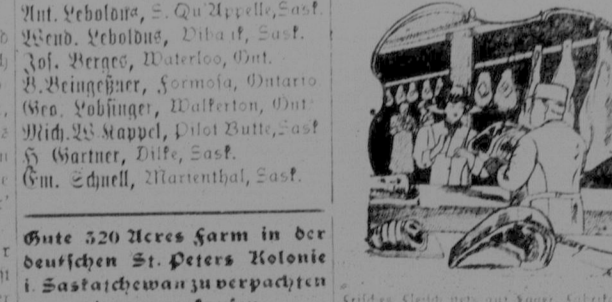 Ant. Leboldus, S. Qu'Appelle, Sask.
Wend. Leboldus, Vibank, Sask.
Jos. Berges, Waterloo, Ont.
B. Beingeßner, Formosa, Ontario
Geo. Lobsinger, Walkerton, Ont
Mich. W. Kappel, Pilot Butte, Sask
H Gartner, Dilke, Sask.
Em. Schnell, Marienthal, Sask.
Gute 320 Acres Farm in der
deutschen St. Peters Kolonie
i. Saskatchewan zu verpachten